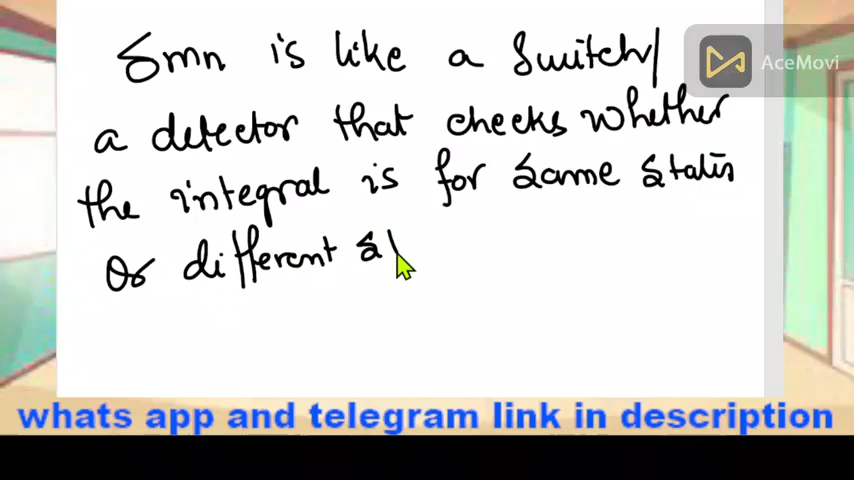 δmn is like a switch/
a detector that checks whether
the integral is for same states
or different st
AceMovi
whats app and telegram link in description